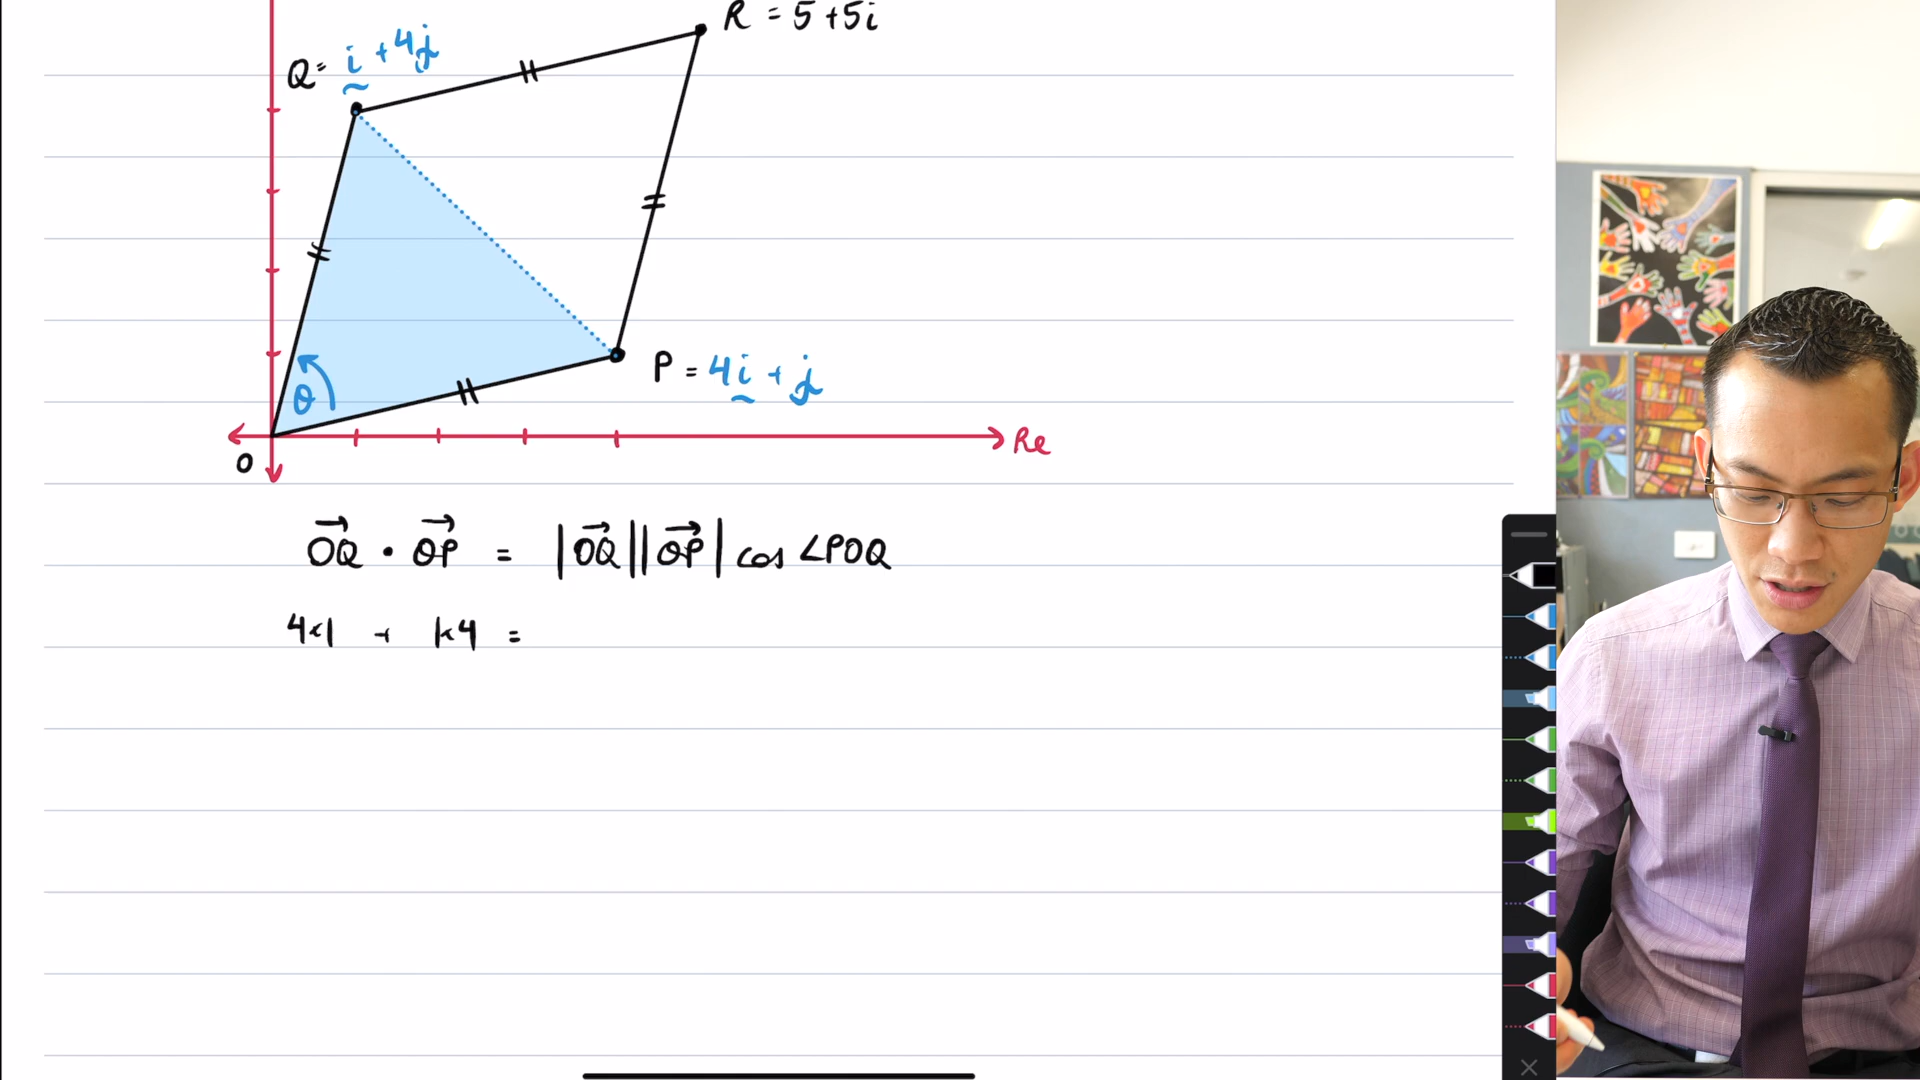 R = 5 + 5i
Q = i + 4j
θ
P = 4i + j
Re
O
OQ • OP = |OQ||OP| cos ∠POQ
4×1 + 1×4 =